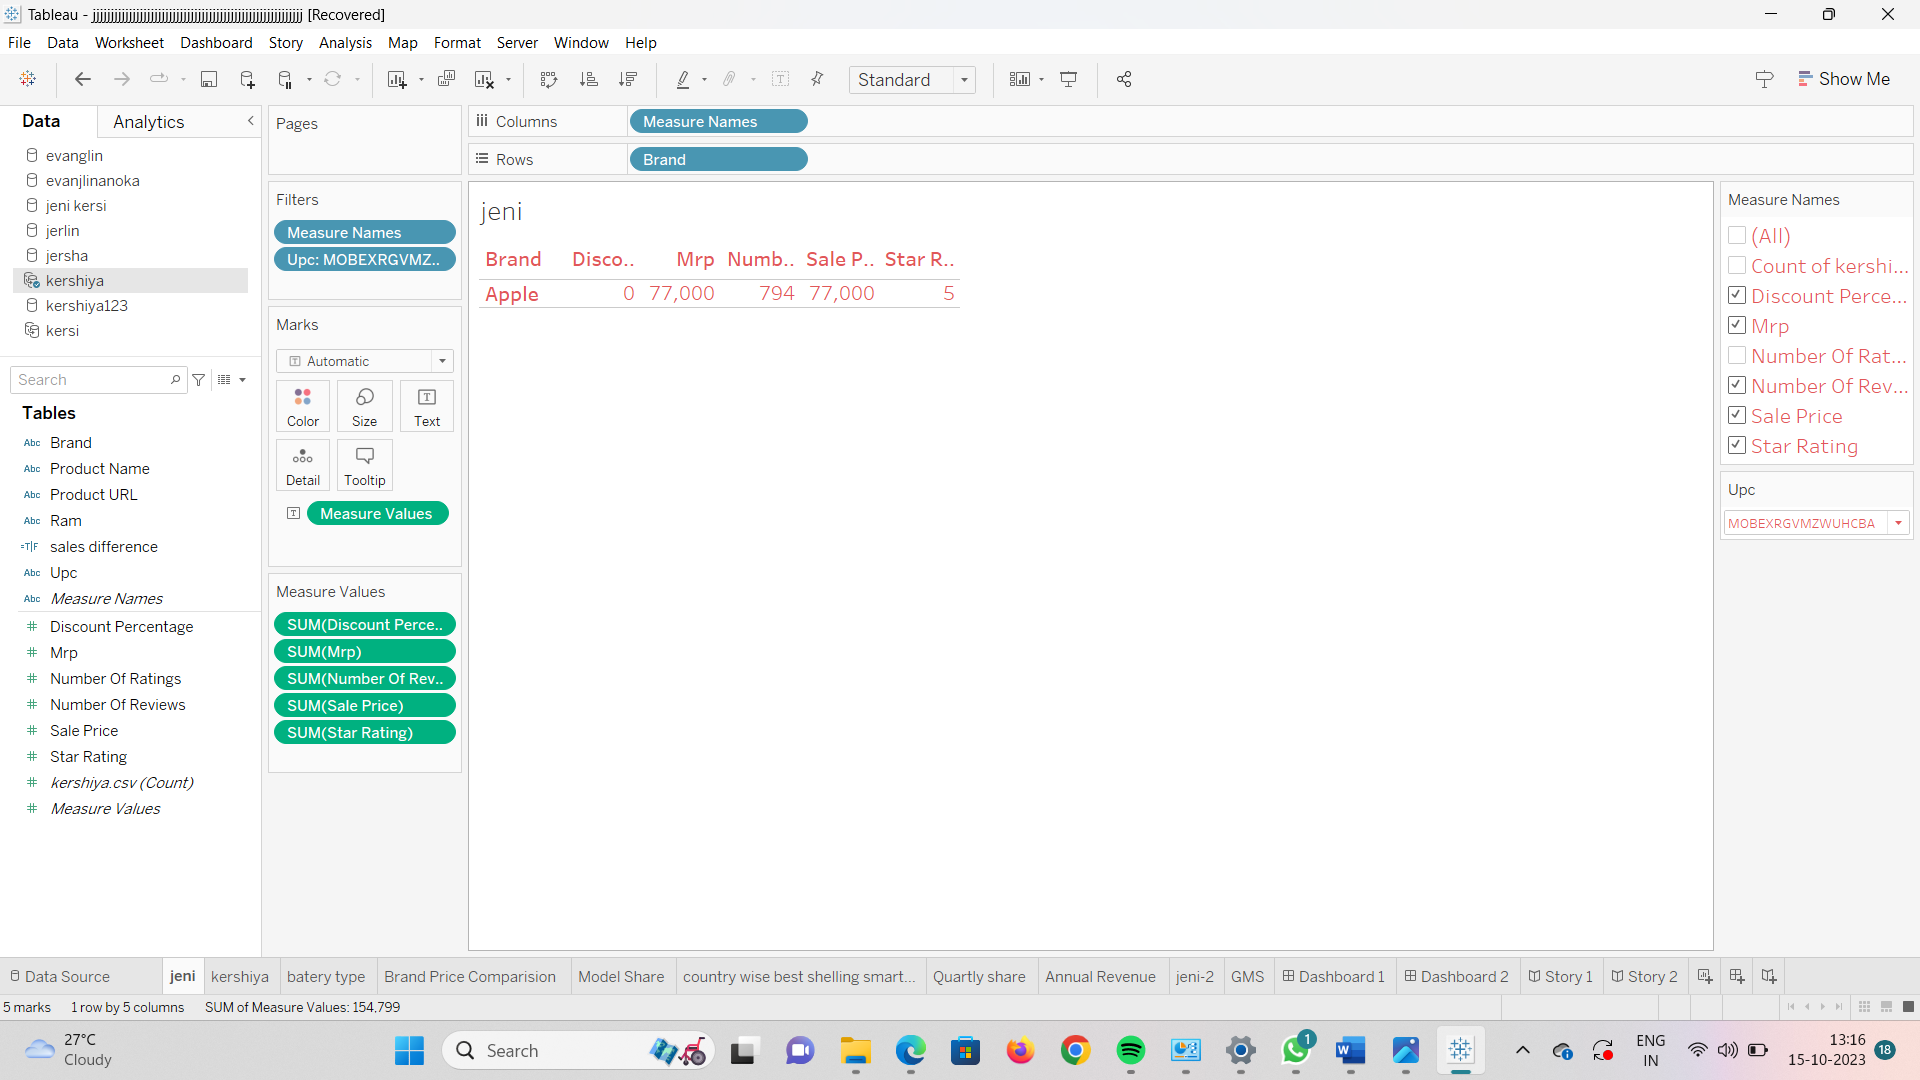 Tableau - jjjjjjjjjjjjjjjjjjjjjjjjjjjjjjjjjjjjjjjjjjjjjjjjjjjjjjjjjj [Recovered]
File Data Worksheet Dashboard Story Analysis Map Format Server Window Help
Standard
Show Me
Data
Analytics
evanglin
evanjlinanoka
jeni kersi
jerlin
jersha
kershiya
kershiya123
kersi
Search
Tables
Abc Brand
Abc Product Name
Abc Product URL
Abc Ram
=T|F sales difference
Abc Upc
Abc Measure Names
# Discount Percentage
# Mrp
# Number Of Ratings
# Number Of Reviews
# Sale Price
# Star Rating
# kershiya.csv (Count)
# Measure Values
Pages
Filters
Measure Names
Upc: MOBEXRGVMZ..
Marks
Automatic
Color Size Text
Detail Tooltip
Measure Values
Measure Values
SUM(Discount Perce..
SUM(Mrp)
SUM(Number Of Rev..
SUM(Sale Price)
SUM(Star Rating)
Columns
Measure Names
Rows
Brand
jeni
Brand Disco.. Mrp Numb.. Sale P.. Star R..
Apple 0 77,000 794 77,000 5
Measure Names
(All)
Count of kershi...
Discount Perce...
Mrp
Number Of Rat...
Number Of Rev...
Sale Price
Star Rating
Upc
MOBEXRGVMZWUHCBA
Data Source jeni kershiya batery type Brand Price Comparision Model Share country wise best shelling smart... Quartly share Annual Revenue jeni-2 GMS Dashboard 1 Dashboard 2 Story 1 Story 2
5 marks 1 row by 5 columns SUM of Measure Values: 154,799
27°C
Cloudy
Search
1
W
ENG
IN
13:16
15-10-2023
18